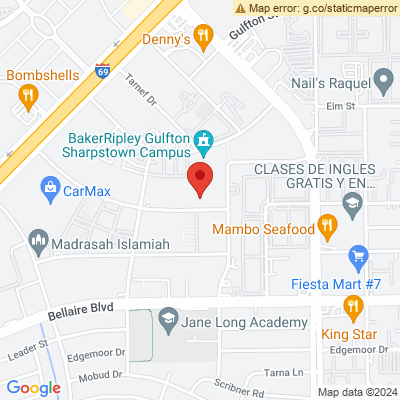 Map error: g.co/staticmaperror
Gulfton St
Denny's
Bombshells
69
Tarnef Dr
Nail's Raquel
Elm St
BakerRipley Gulfton
Sharpstown Campus
CLASES DE INGLES
GRATIS Y EN...
CarMax
Mambo Seafood
Madrasah Islamiah
Fiesta Mart #7
Bellaire Blvd
Jane Long Academy
King Star
Leader St
Edgemoor Dr
Edgemoor Dr
Mobud Dr
Tarna Ln
Scribner Rd
Google
Map data ©2024